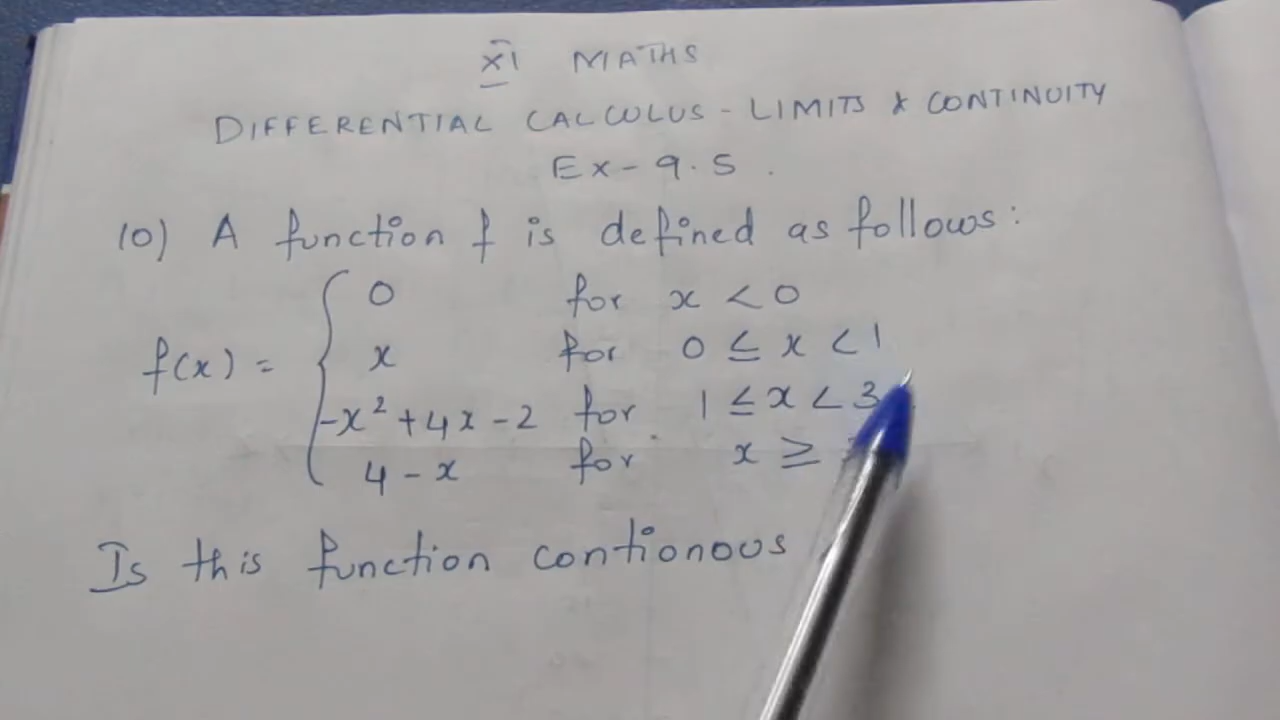 XI MATHS
DIFFERENTIAL CALCULUS - LIMITS & CONTINUITY
Ex - 9.5.
10) A function f is defined as follows:
f(x) = { 0 for x < 0
x for 0 ≤ x < 1
-x² + 4x - 2 for 1 ≤ x < 3
4 - x for x ≥
Is this function contionous